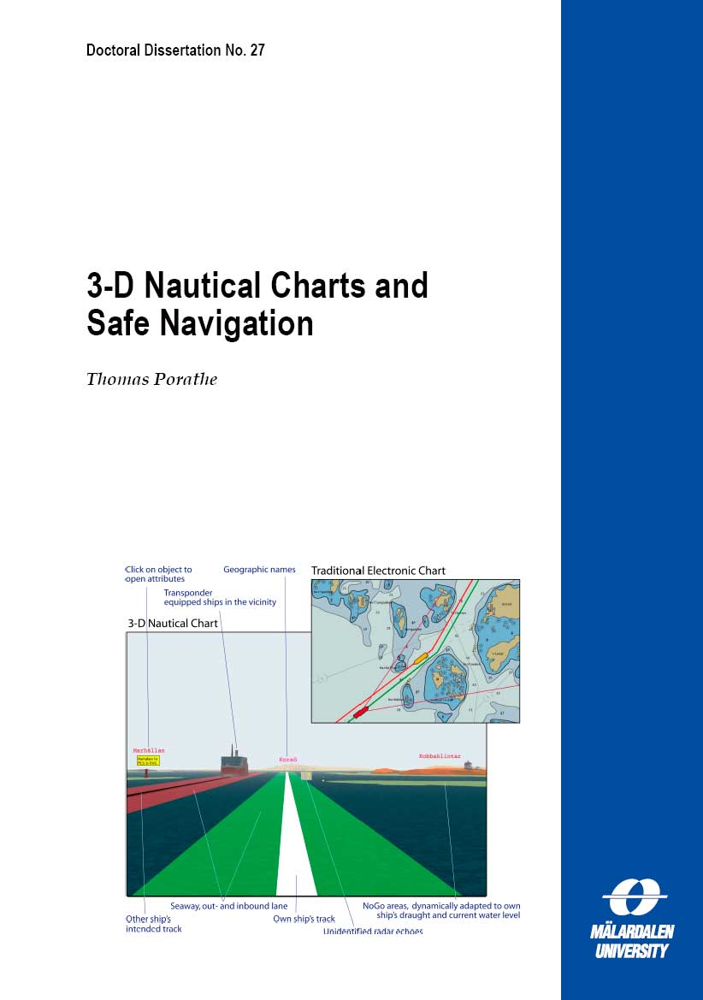 Doctoral Dissertation No. 27
3-D Nautical Charts and
Safe Navigation
Thomas Porathe
Click on object to
open attributes
Geographic names
Traditional Electronic Chart
Transponder
equipped ships in the vicinity
3-D Nautical Chart
Marhällan
Korsö
Kobbaklintar
Seaway, out- and inbound lane
NoGo areas, dynamically adapted to own
ship's draught and current water level
Other ship's
intended track
Own ship's track
Unidentified radar echoes
MÄLARDALEN
UNIVERSITY